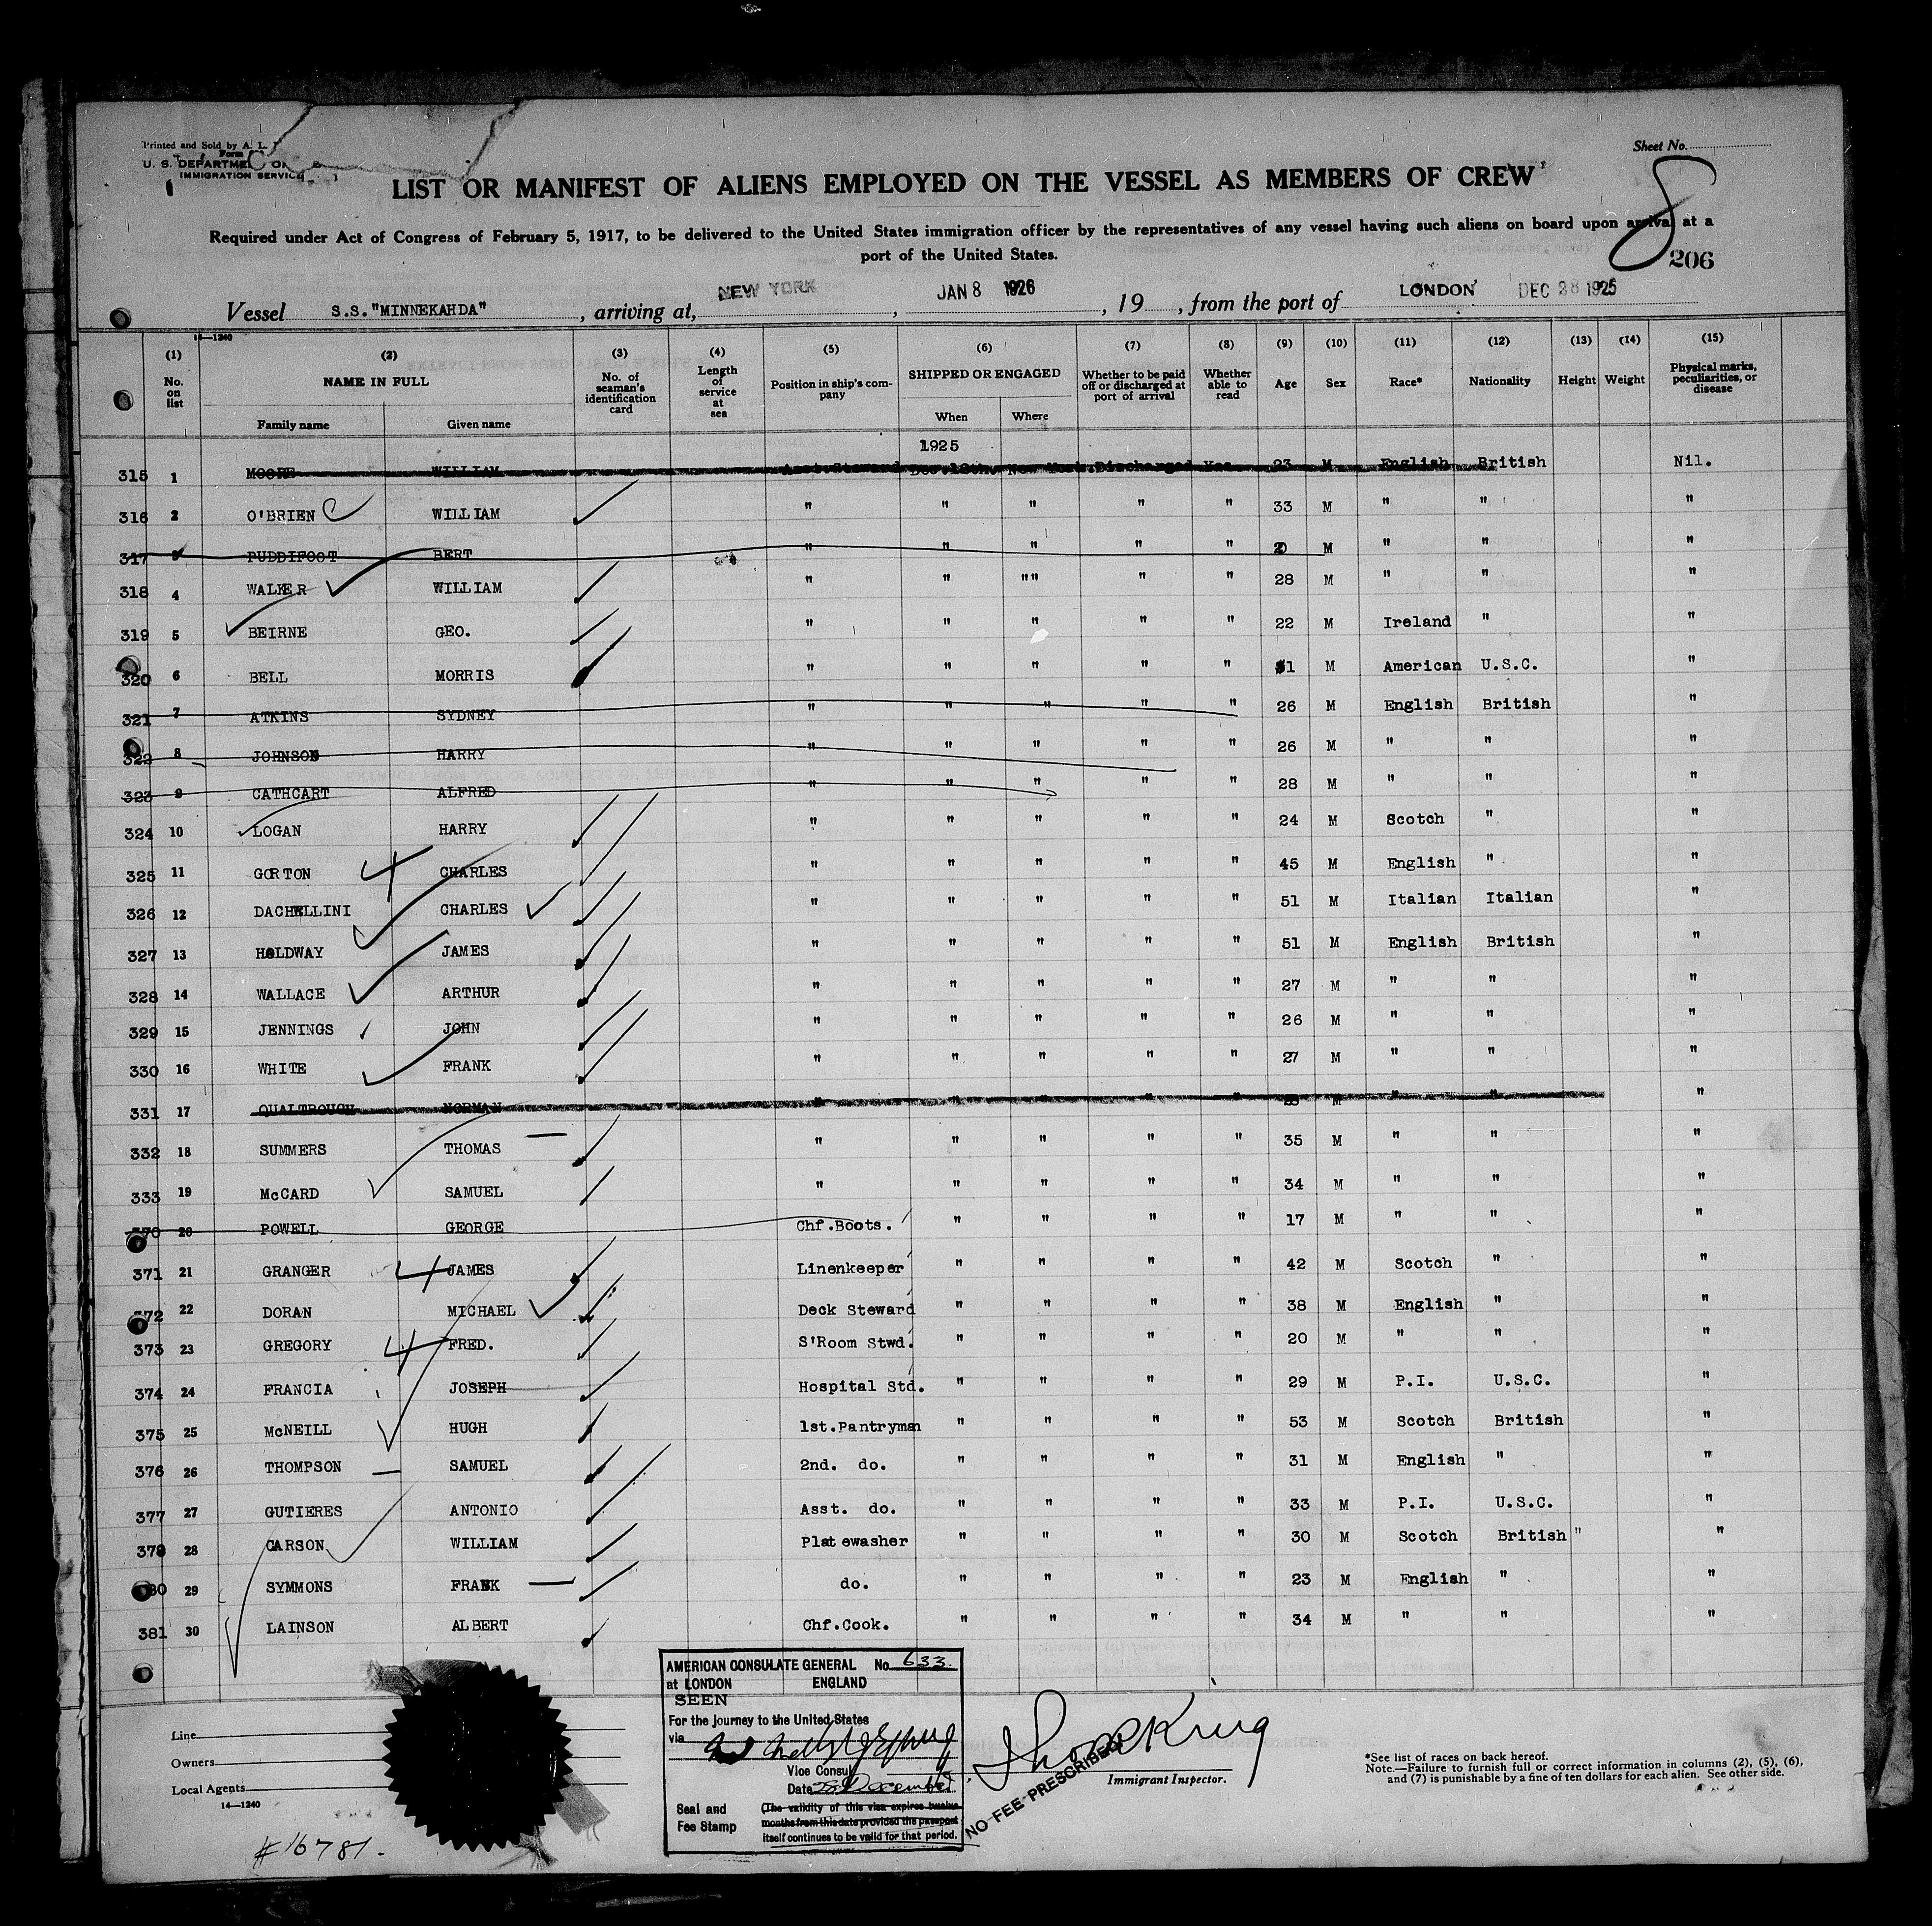 Printed and Sold by A. L.
Form
U. S. DEPARTMENT O
IMMIGRATION SERVICE
Sheet No.
8
LIST OR MANIFEST OF ALIENS EMPLOYED ON THE VESSEL AS MEMBERS OF CREW
Required under Act of Congress of February 5, 1917, to be delivered to the United States immigration officer by the representatives of any vessel having such aliens on board upon arrival at a
port of the United States.
206
Vessel S.S."MINNEKAHDA", arriving at, NEW YORK, JAN 8 1926, 19, from the port of LONDON DEC 28 1925
14—1240
(1) (2) (3) (4) (5) (6) (7) (8) (9) (10) (11) (12) (13) (14) (15)
No. on list NAME IN FULL Family name Given name No. of seaman's identification card Length of service at sea Position in ship's company SHIPPED OR ENGAGED When Where Whether to be paid off or discharged at port of arrival Whether able to read Age Sex Race* Nationality Height Weight Physical marks, peculiarities, or disease
1925
315 1 MOORE WILLIAM Asst.Steward Dec.12th. New York Discharged Yes 23 M English British Nil.
316 2 O'BRIEN WILLIAM " " " " " 33 M " " "
317 3 PUDDIFOOT BERT " " " " " 20 M " " "
318 4 WALKER WILLIAM " " "" " " 28 M " " "
319 5 BEIRNE GEO. " " " " " 22 M Ireland " "
320 6 BELL MORRIS " " " " " 1 M American U.S.C. "
321 7 ATKINS SYDNEY " " " " " 26 M English British "
322 8 JOHNSON HARRY " " " " " 26 M " " "
323 9 CATHCART ALFRED " " " " " 28 M " " "
324 10 LOGAN HARRY " " " " " 24 M Scotch " "
325 11 GORTON CHARLES " " " " " 45 M English " "
326 12 DACHELLINI CHARLES " " " " " 51 M Italian Italian "
327 13 HOLDWAY JAMES " " " " " 51 M English British "
328 14 WALLACE ARTHUR " " " " " 27 M " " "
329 15 JENNINGS JOHN " " " " " 26 M " " "
330 16 WHITE FRANK " " " " " 27 M " " "
331 17 QUALTROUGH NORMAN " " " " " M " " "
332 18 SUMMERS THOMAS " " " " " 35 M " " "
333 19 McCARD SAMUEL " " " " " 34 M " " "
370 20 POWELL GEORGE Chf.Boots. " " " " 17 M " " "
371 21 GRANGER JAMES Linenkeeper " " " " 42 M Scotch " "
372 22 DORAN MICHAEL Deck Steward " " " " 38 M English " "
373 23 GREGORY FRED. S'Room Stwd. " " " " 20 M " " "
374 24 FRANCIA JOSEPH Hospital Std. " " " " 29 M P.I. U.S.C. "
375 25 McNEILL HUGH 1st.Pantryman " " " " 53 M Scotch British "
376 26 THOMPSON SAMUEL 2nd. do. " " " " 31 M English " "
377 27 GUTIERES ANTONIO Asst. do. " " " " 33 M P.I. U.S.C. "
379 28 CARSON WILLIAM Platewasher " " " " 30 M Scotch British " "
380 29 SYMMONS FRANK do. " " " " 23 M English " "
381 30 LAINSON ALBERT Chf.Cook. " " " " 34 M " " "
AMERICAN CONSULATE GENERAL No. 633.
at LONDON ENGLAND
SEEN
For the journey to the United States
via
Vice Consul
Date 28 December
Seal and Fee Stamp
(The validity of this visa expires twelve
months from this date provided the passport
itself continues to be valid for that period.
NO FEE PRESCRIBED
Immigrant Inspector.
Line
Owners
Local Agents
14—1240
*See list of races on back hereof.
Note.—Failure to furnish full or correct information in columns (2), (5), (6),
and (7) is punishable by a fine of ten dollars for each alien. See other side.
#16781.